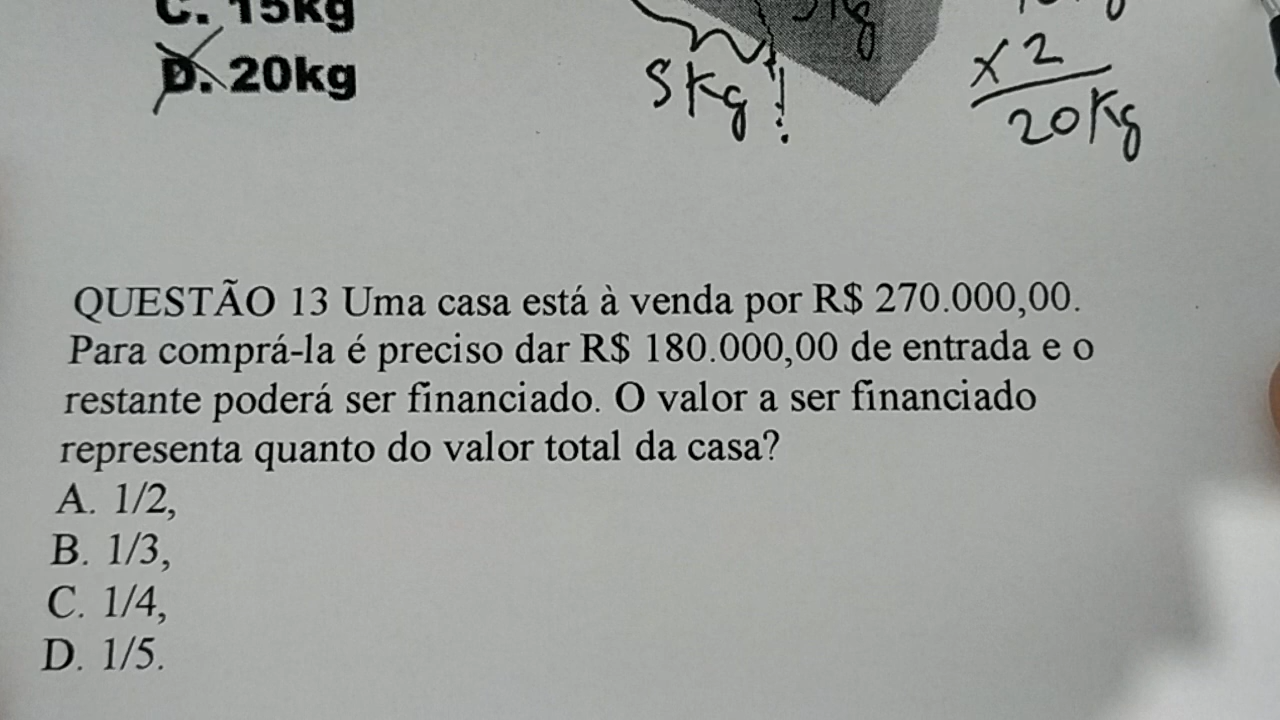 C. 15kg
D. 20kg
5kg!
x 2
20kg
QUESTÃO 13 Uma casa está à venda por R$ 270.000,00.
Para comprá-la é preciso dar R$ 180.000,00 de entrada e o
restante poderá ser financiado. O valor a ser financiado
representa quanto do valor total da casa?
A. 1/2,
B. 1/3,
C. 1/4,
D. 1/5.